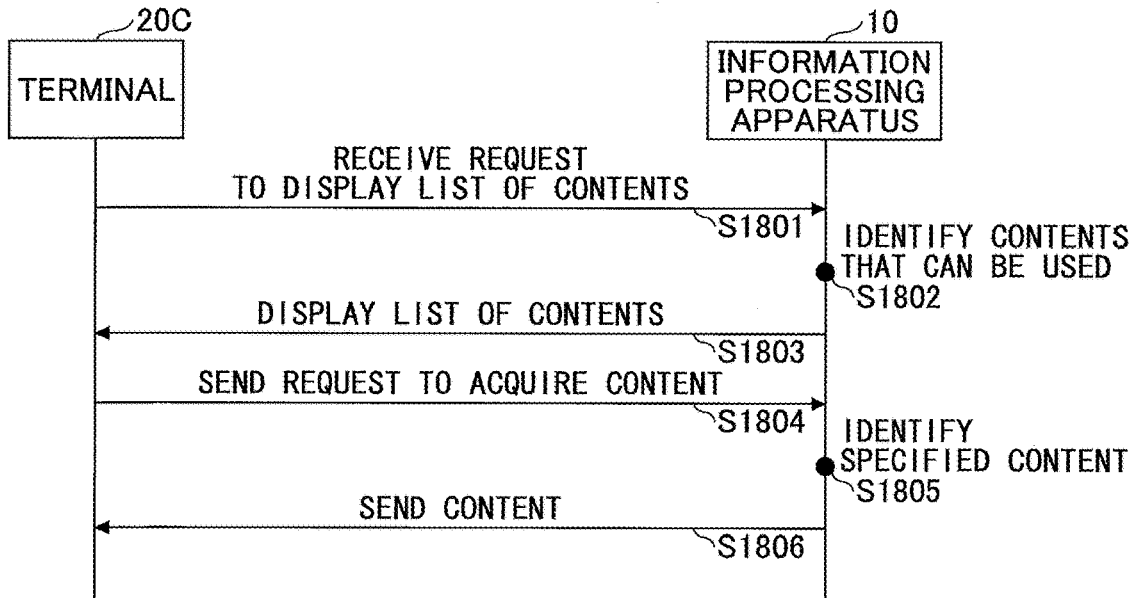 20C
10
TERMINAL
INFORMATION
PROCESSING
APPARATUS
RECEIVE REQUEST
TO DISPLAY LIST OF CONTENTS
S1801
IDENTIFY CONTENTS
THAT CAN BE USED
S1802
DISPLAY LIST OF CONTENTS
S1803
SEND REQUEST TO ACQUIRE CONTENT
S1804
IDENTIFY
SPECIFIED CONTENT
S1805
SEND CONTENT
S1806